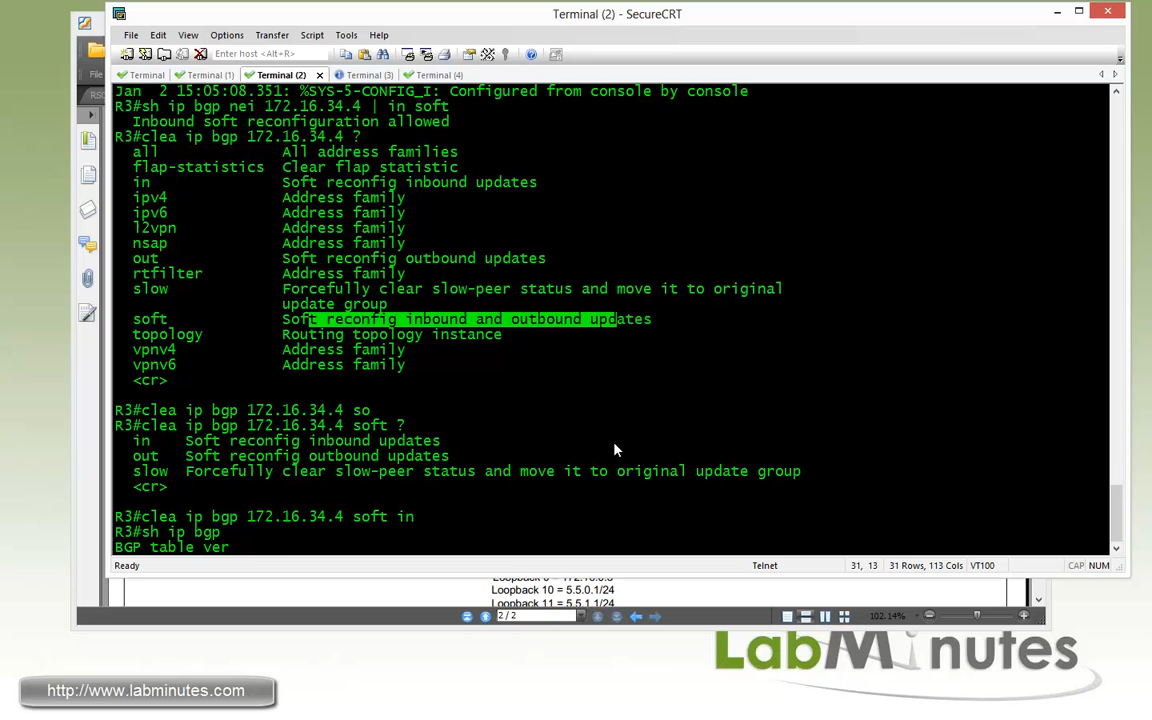 Terminal (2) - SecureCRT
File Edit View Options Transfer Script Tools Help
Enter host <Alt+R>
Terminal Terminal (1) Terminal (2) × Terminal (3) Terminal (4)
Jan  2 15:05:08.351: %SYS-5-CONFIG_I: Configured from console by console
R3#sh ip bgp nei 172.16.34.4 | in soft
  Inbound soft reconfiguration allowed
R3#clea ip bgp 172.16.34.4 ?
  all              All address families
  flap-statistics  Clear flap statistic
  in               Soft reconfig inbound updates
  ipv4             Address family
  ipv6             Address family
  l2vpn            Address family
  nsap             Address family
  out              Soft reconfig outbound updates
  rtfilter         Address family
  slow             Forcefully clear slow-peer status and move it to original
                   update group
  soft             Soft reconfig inbound and outbound updates
  topology         Routing topology instance
  vpnv4            Address family
  vpnv6            Address family
  <cr>
R3#clea ip bgp 172.16.34.4 so
R3#clea ip bgp 172.16.34.4 soft ?
  in    Soft reconfig inbound updates
  out   Soft reconfig outbound updates
  slow  Forcefully clear slow-peer status and move it to original update group
  <cr>
R3#clea ip bgp 172.16.34.4 soft in
R3#sh ip bgp
BGP table ver
Ready Telnet 31, 13 31 Rows, 113 Cols VT100 CAP NUM
Loopback 10 = 5.5.0.1/24
Loopback 11 = 5.5.1.1/24
2 / 2 102.14%
LabMinutes
http://www.labminutes.com